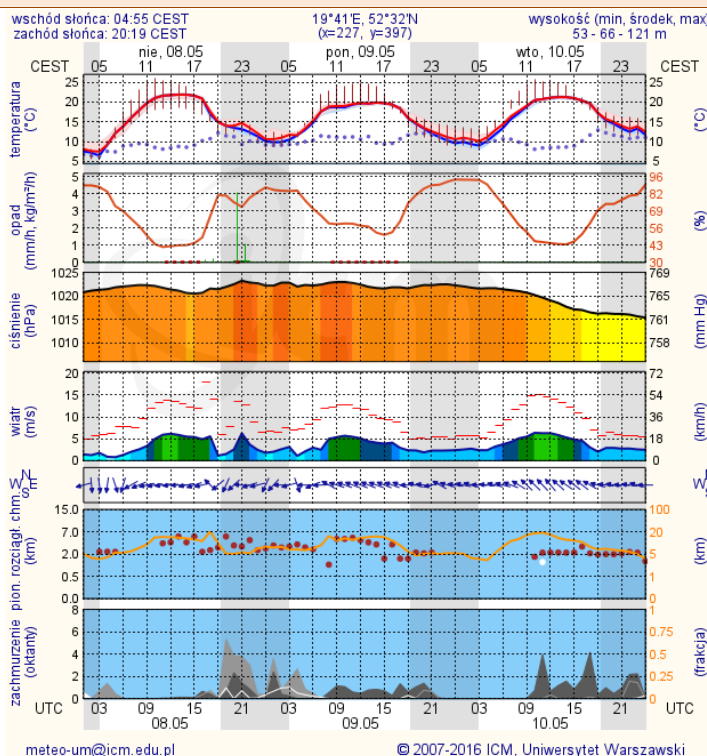 wschód słońca: 04:55 CEST 19°41'E, 52°32'N wysokość (min, środek, max)
zachód słońca: 20:19 CEST (x=227, y=397) 53 - 66 - 121 m
nie, 08.05 pon, 09.05 wto, 10.05
CEST 05 11 23 05 11 17 23 05 11 17 CEST
temperatura (°C)
25
20
15
10
5
(°C)
25
20
15
10
5
opad (mm/h, kg/m²/h)
5
4
3
2
1
0
96
82
69
56
43
30
(%)
ciśnienie (hPa)
1025
1020
1015
1010
769
765
761
758
mm Hg
wiatr (m/s)
20
15
10
5
0
72
54
36
18
0
(km/h)
N
W E
S
pion. rozciągł. chm. (km)
15.0
7.0
2.0
0.5
0.0
100
20
5
1
0
(km)
zachmurzenie (oktanty)
8
6
4
2
0
1
0.75
0.5
0.25
0
(frakcja)
UTC 03 09 15 21 03 09 15 21 03 09 15 21 UTC
08.05 09.05 10.05
meteo-um@icm.edu.pl © 2007-2016 ICM, Uniwersytet Warszawski